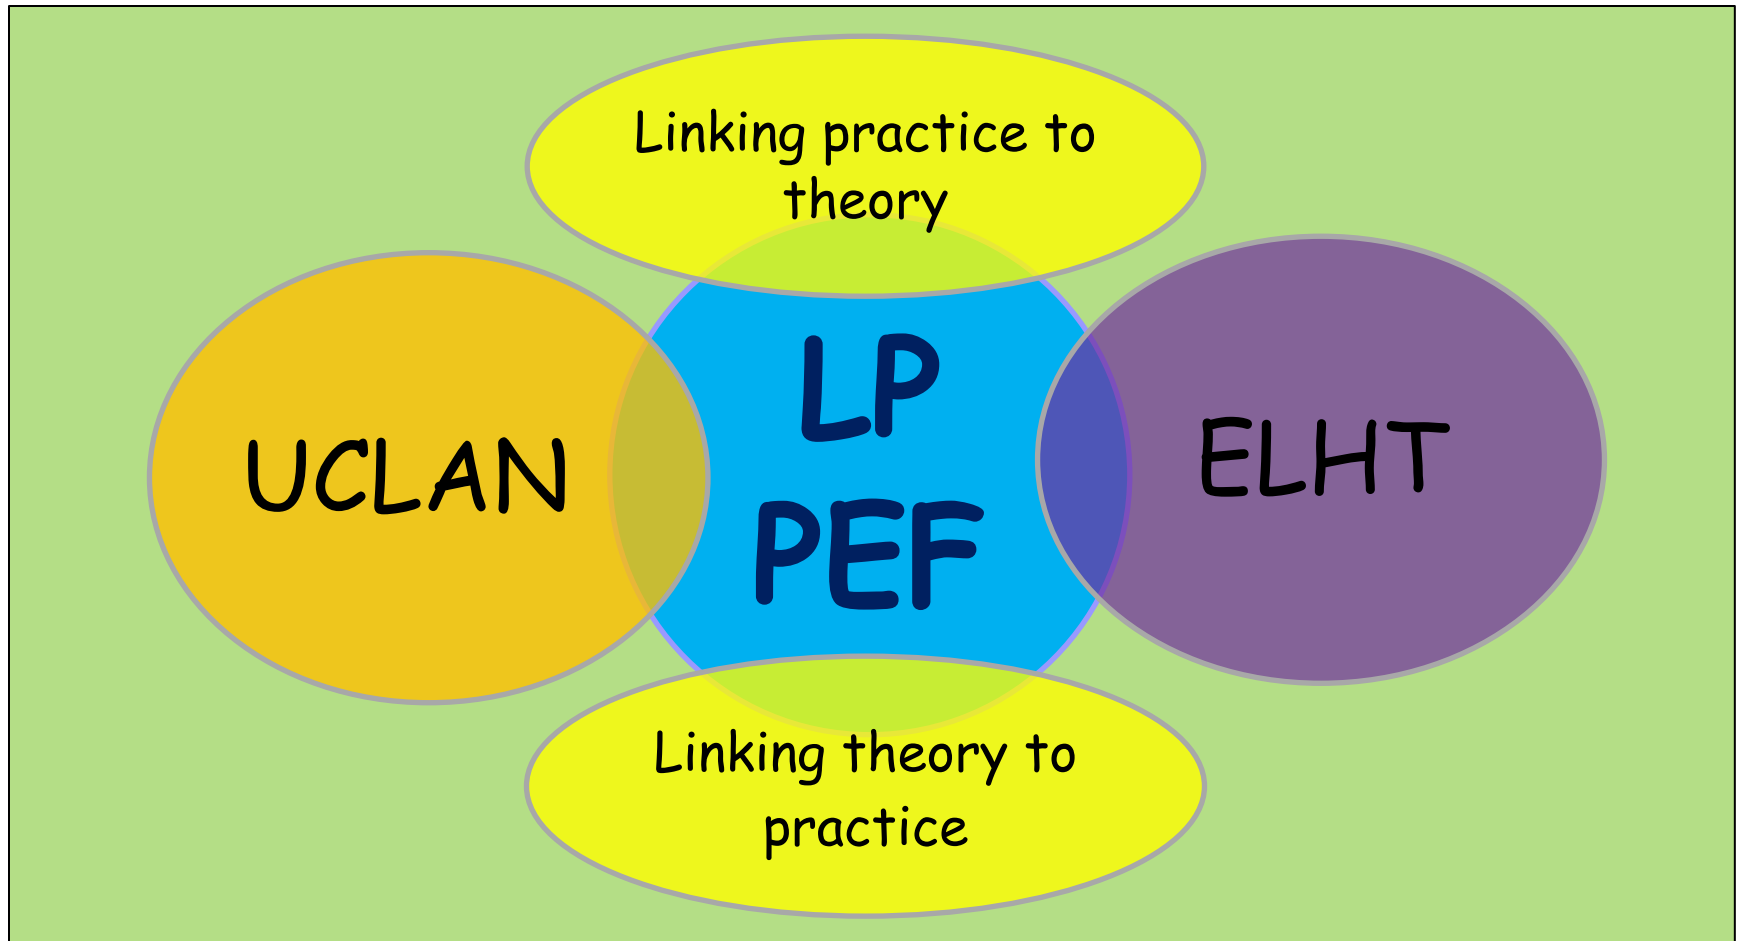 Linking practice to
theory
UCLAN
LP
PEF
ELHT
Linking theory to
practice